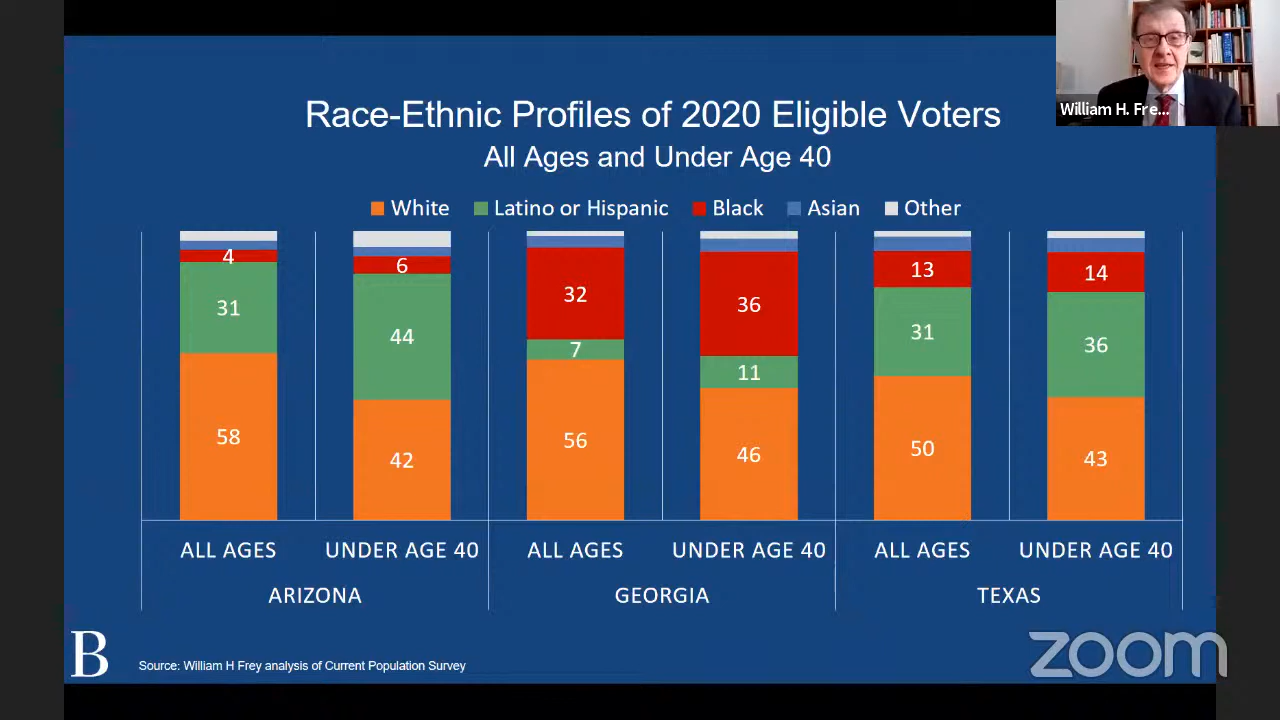 William H. Fre...
Race-Ethnic Profiles of 2020 Eligible Voters
All Ages and Under Age 40
White Latino or Hispanic Black Asian Other
4
31
58
6
44
42
32
7
56
36
11
46
13
31
50
14
36
43
ALL AGES UNDER AGE 40 ALL AGES UNDER AGE 40 ALL AGES UNDER AGE 40
ARIZONA GEORGIA TEXAS
B
Source: William H Frey analysis of Current Population Survey
zoom